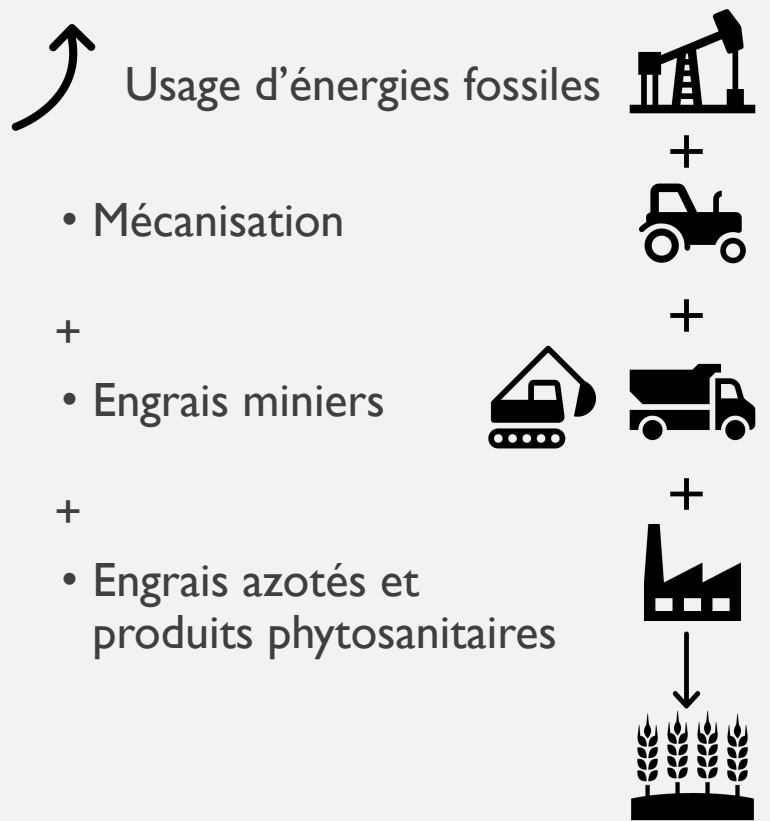 Usage d’énergies fossiles
+
• Mécanisation
+
+
• Engrais miniers
+
+
• Engrais azotés et
produits phytosanitaires